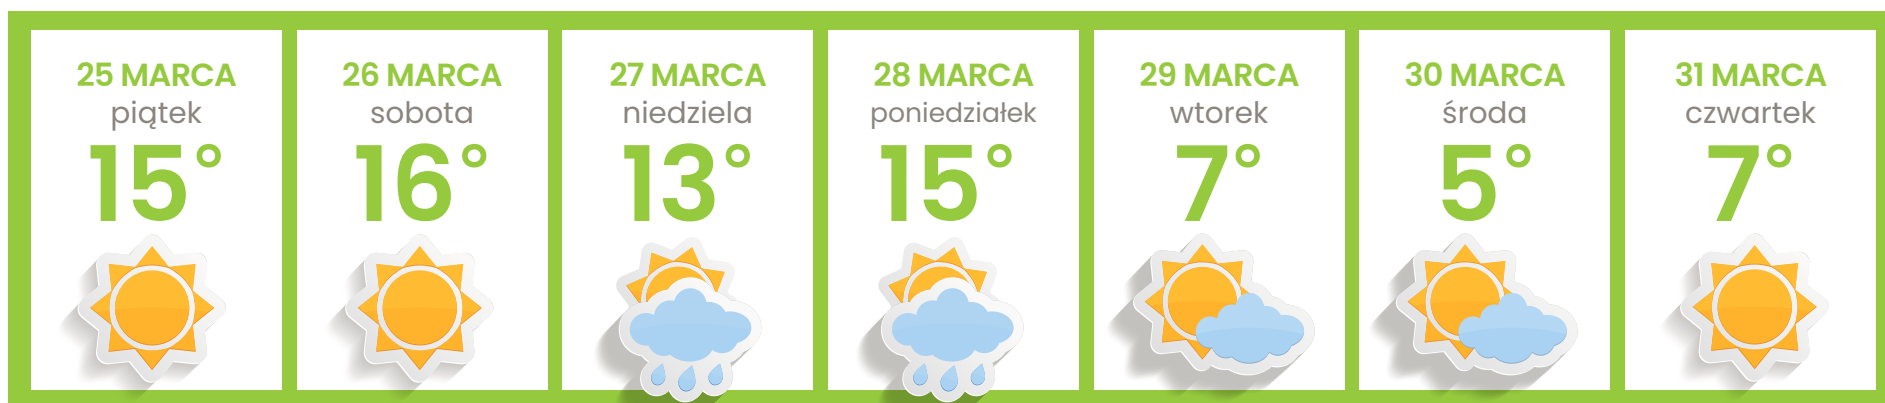 25 MARCA
piątek
15°
26 MARCA
sobota
16°
27 MARCA
niedziela
13°
28 MARCA
poniedziałek
15°
29 MARCA
wtorek
7°
30 MARCA
środa
5°
31 MARCA
czwartek
7°